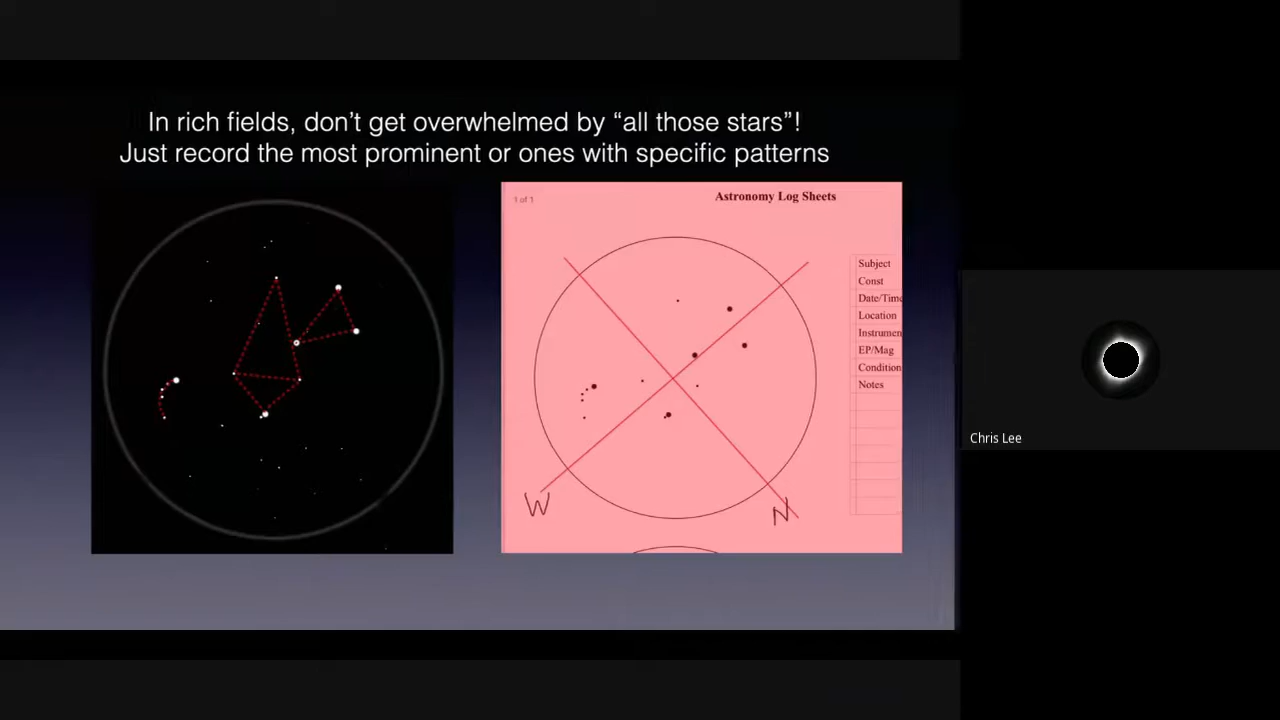 In rich fields, don't get overwhelmed by “all those stars”!
Just record the most prominent or ones with specific patterns
1 of 1
Astronomy Log Sheets
Subject
Const
Date/Time
Location
Instrumen
EP/Mag
Condition
Notes
W
N
Chris Lee